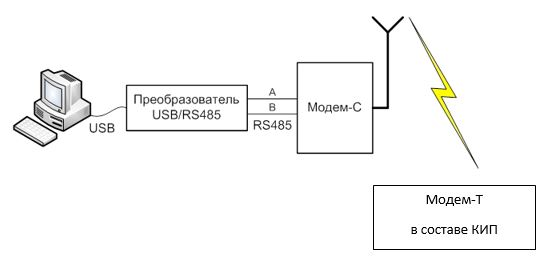 USB
Преобразователь
USB/RS485
A
B
RS485
Модем-С
Модем-Т
в составе КИП